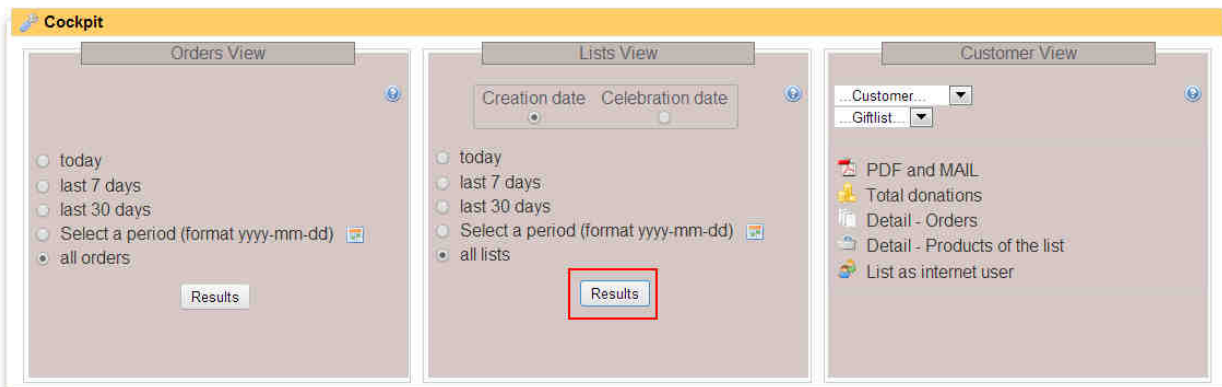 Cockpit
Orders View
today
last 7 days
last 30 days
Select a period (format yyyy-mm-dd)
all orders
Results
Lists View
Creation date Celebration date
today
last 7 days
last 30 days
Select a period (format yyyy-mm-dd)
all lists
Results
Customer View
...Customer...
...Giftlist...
PDF and MAIL
Total donations
Detail - Orders
Detail - Products of the list
List as internet user